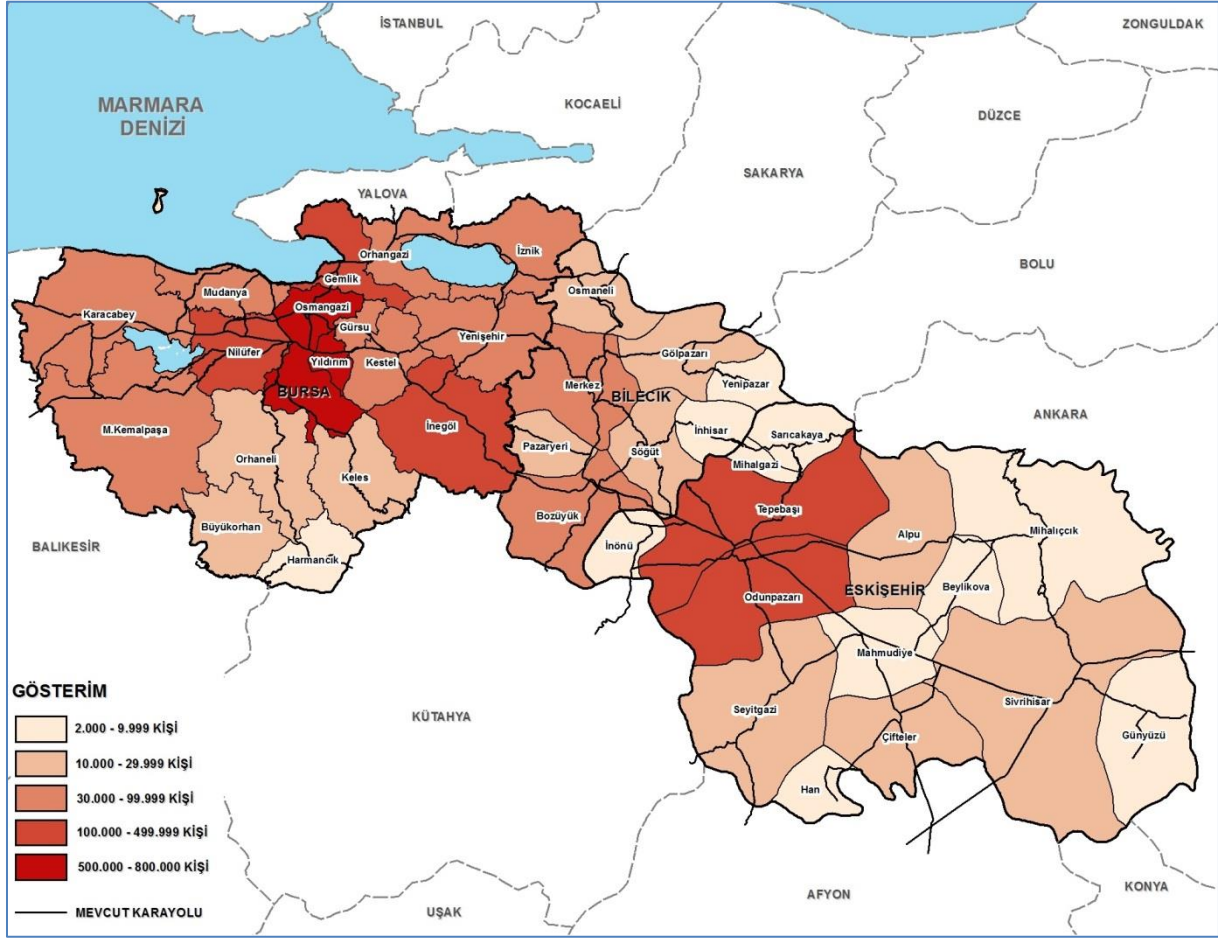 İSTANBUL
ZONGULDAK
MARMARA
DENİZİ
KOCAELİ
DÜZCE
SAKARYA
YALOVA
BOLU
İznik
Orhangazi
Gemlik
Osmaneli
Mudanya
Osmangazi
Karacabey
Gürsu
Yenişehir
Nilüfer
Yıldırım
Kestel
Gölpazarı
Merkez
Yenipazar
BURSA
BİLECİK
ANKARA
M.Kemalpaşa
İnegöl
Pazaryeri
İnhisar
Sarıcakaya
Orhaneli
Söğüt
Mihalgazi
Keles
Büyükorhan
Bozüyük
Tepebaşı
Mihalıççık
Alpu
BALIKESİR
Harmancık
İnönü
Beylikova
ESKİŞEHİR
Odunpazarı
Mahmudiye
GÖSTERİM
Sivrihisar
Seyitgazi
KÜTAHYA
2.000 - 9.999 KİŞİ
Çifteler
Günyüzü
10.000 - 29.999 KİŞİ
Han
30.000 - 99.999 KİŞİ
100.000 - 499.999 KİŞİ
500.000 - 800.000 KİŞİ
AFYON
KONYA
MEVCUT KARAYOLU
UŞAK